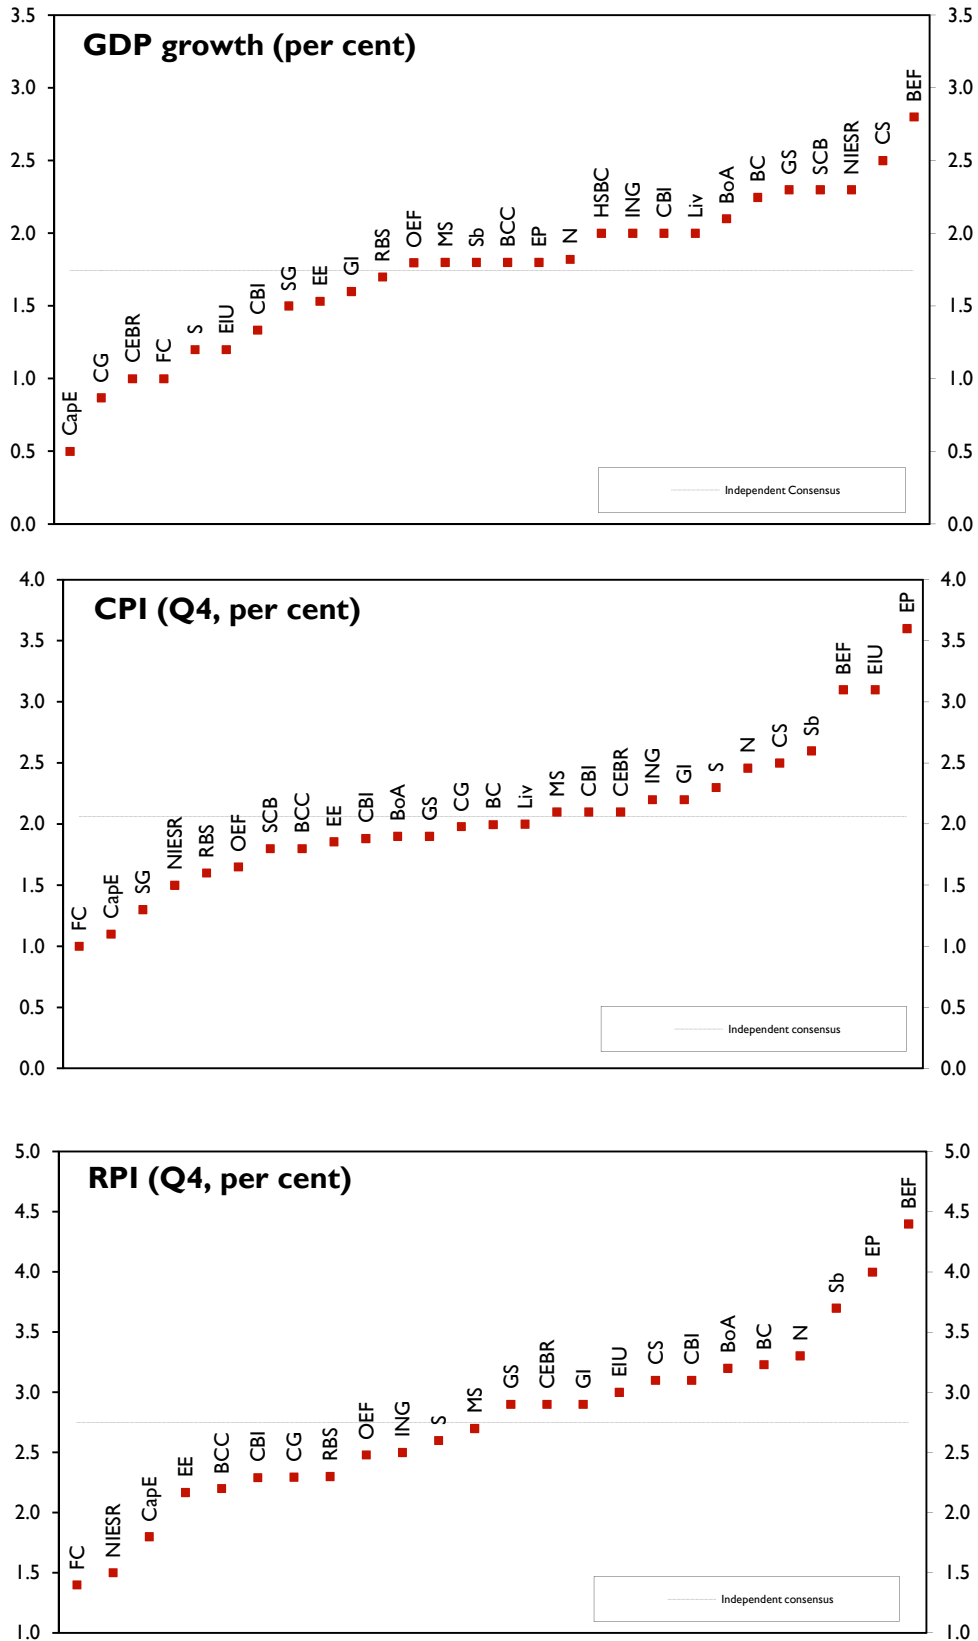 GDP growth (per cent)
3.5 3.5
3.0 3.0
2.5 2.5
2.0 2.0
1.5 1.5
1.0 1.0
0.5 0.5
0.0 0.0
CapE CG CEBR FC S EIU CBI SG EE GI RBS OEF MS Sb BCC EP N HSBC ING CBI Liv BoA BC GS SCB NIESR CS BEF
Independent Consensus
CPI (Q4, per cent)
4.0 4.0
3.5 3.5
3.0 3.0
2.5 2.5
2.0 2.0
1.5 1.5
1.0 1.0
0.5 0.5
0.0 0.0
FC CapE SG NIESR RBS OEF SCB BCC EE CBI BoA GS CG BC Liv MS CBI CEBR ING GI S N CS Sb BEF EIU EP
Independent consensus
RPI (Q4, per cent)
5.0 5.0
4.5 4.5
4.0 4.0
3.5 3.5
3.0 3.0
2.5 2.5
2.0 2.0
1.5 1.5
1.0 1.0
FC NIESR CapE EE BCC CBI CG RBS OEF ING S MS GS CEBR GI EIU CS CBI BoA BC N Sb EP BEF
Independent consensus